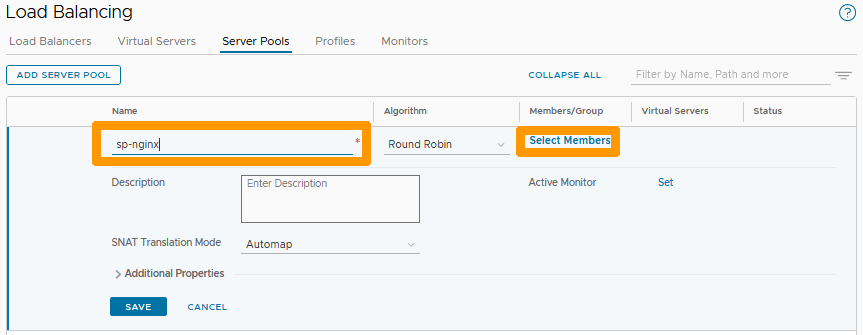 Load Balancing
?
Load Balancers Virtual Servers Server Pools Profiles Monitors
ADD SERVER POOL COLLAPSE ALL Filter by Name, Path and more
Name Algorithm Members/Group Virtual Servers Status
sp-nginx * Round Robin Select Members
Description Enter Description Active Monitor Set
SNAT Translation Mode Automap
Additional Properties
SAVE CANCEL